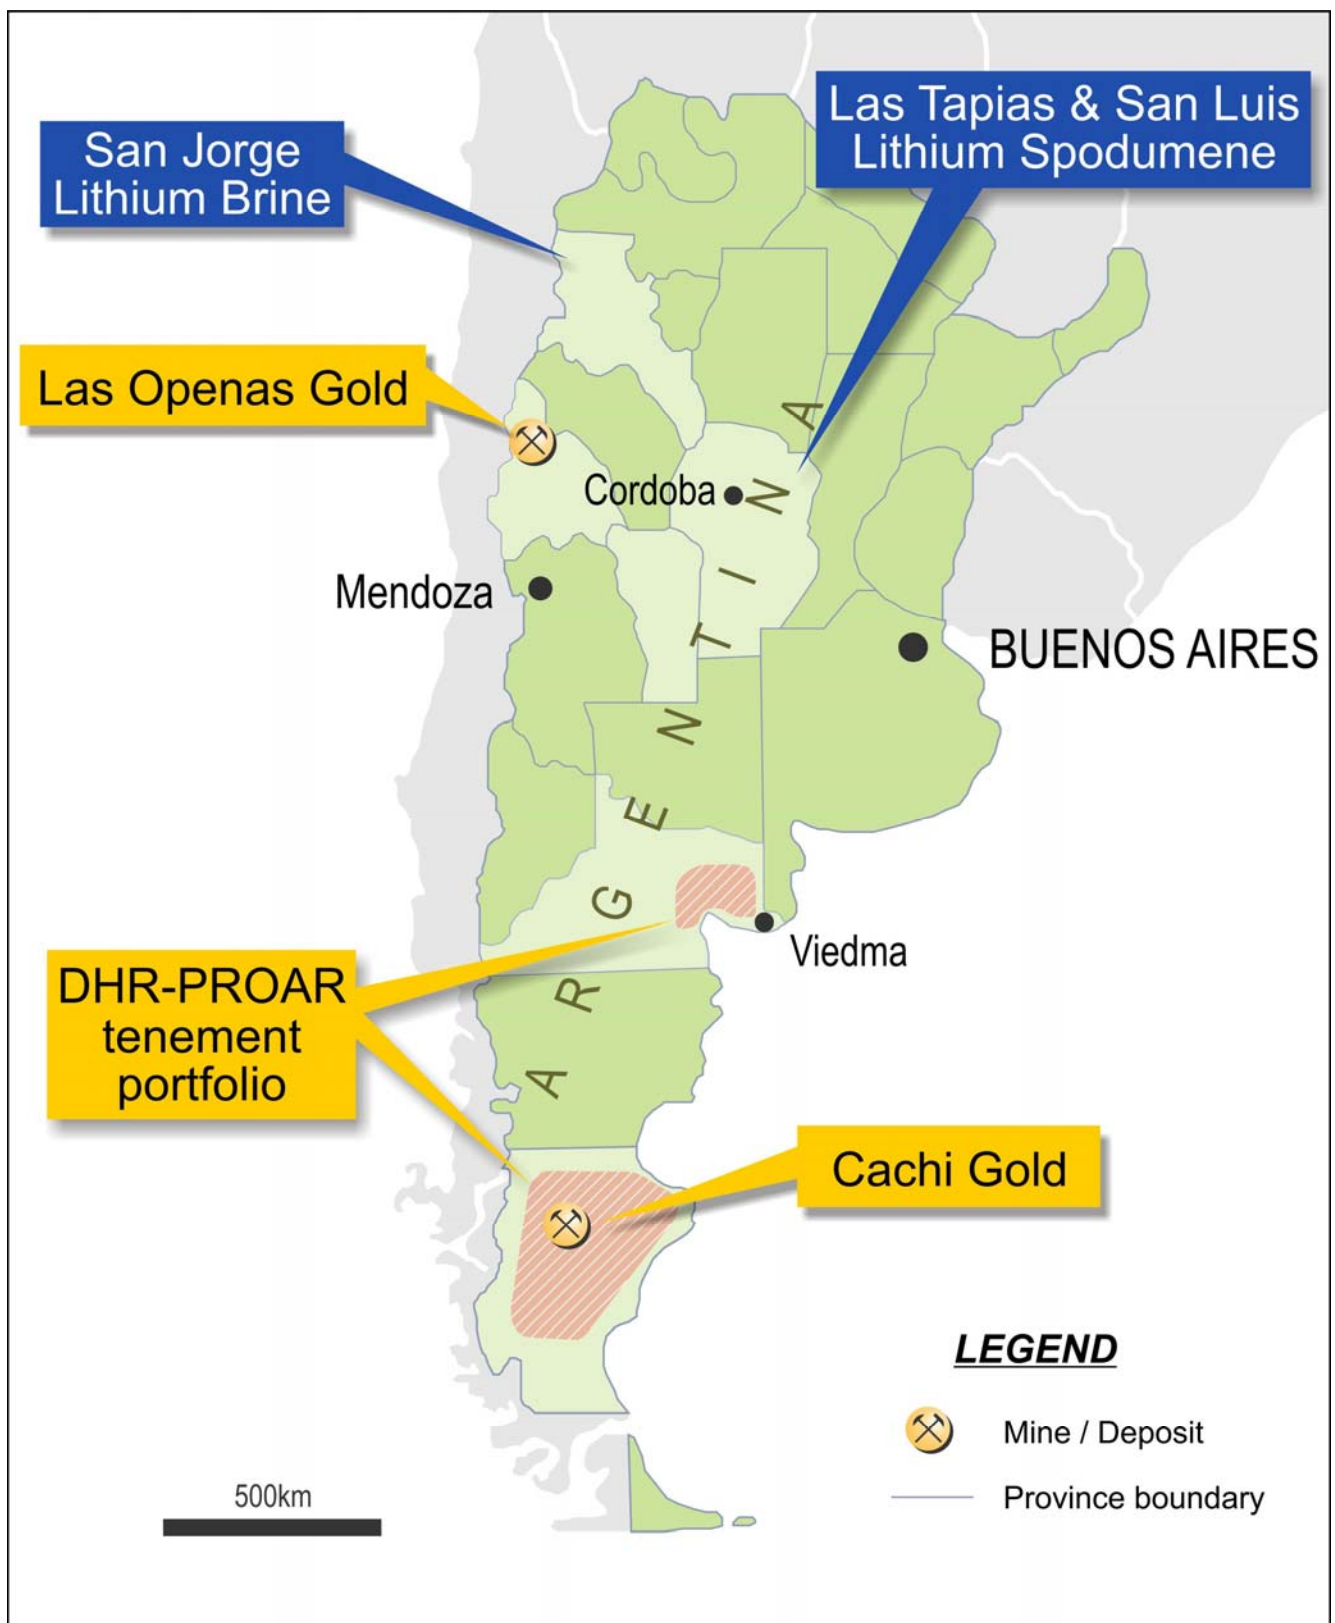 Las Tapias & San Luis
Lithium Spodumene
San Jorge
Lithium Brine
Las Openas Gold
Cordoba
Mendoza
BUENOS AIRES
ARGENTINA
Viedma
DHR-PROAR
tenement
portfolio
Cachi Gold
LEGEND
Mine / Deposit
Province boundary
500km